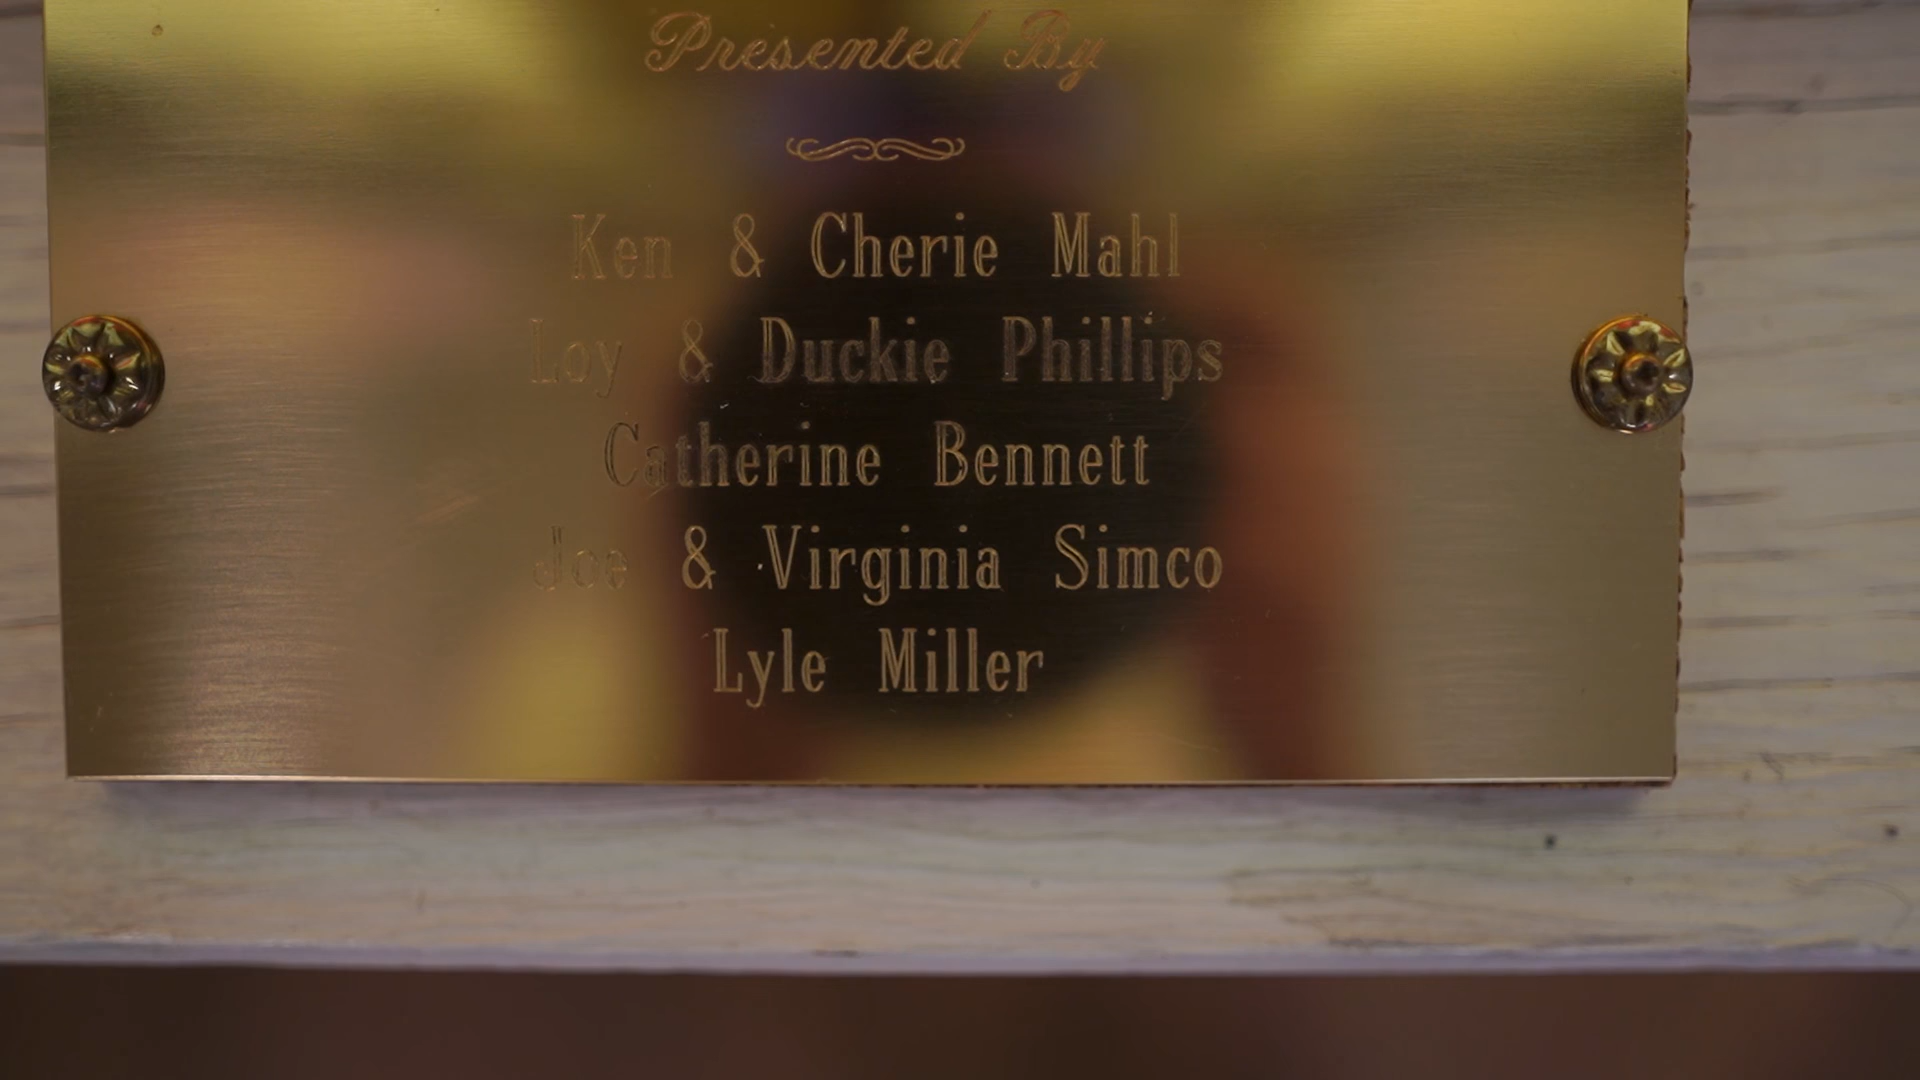 Presented By
Ken & Cherie Mahl
Loy & Duckie Phillips
Catherine Bennett
Joe & Virginia Simco
Lyle Miller